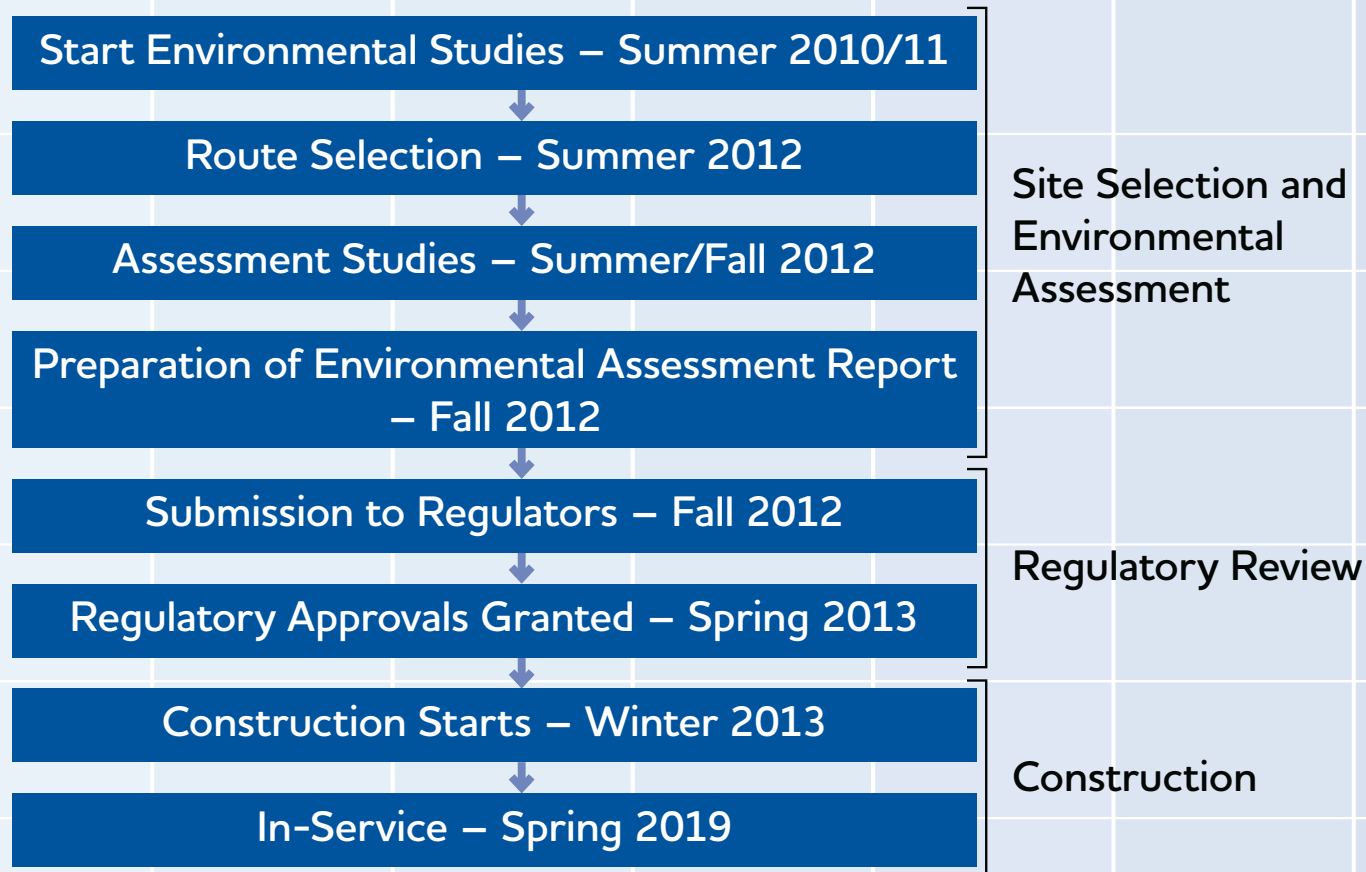 Start Environmental Studies – Summer 2010/11
Route Selection – Summer 2012
Assessment Studies – Summer/Fall 2012
Preparation of Environmental Assessment Report
– Fall 2012
Site Selection and
Environmental
Assessment
Submission to Regulators – Fall 2012
Regulatory Approvals Granted – Spring 2013
Regulatory Review
Construction Starts – Winter 2013
In-Service – Spring 2019
Construction